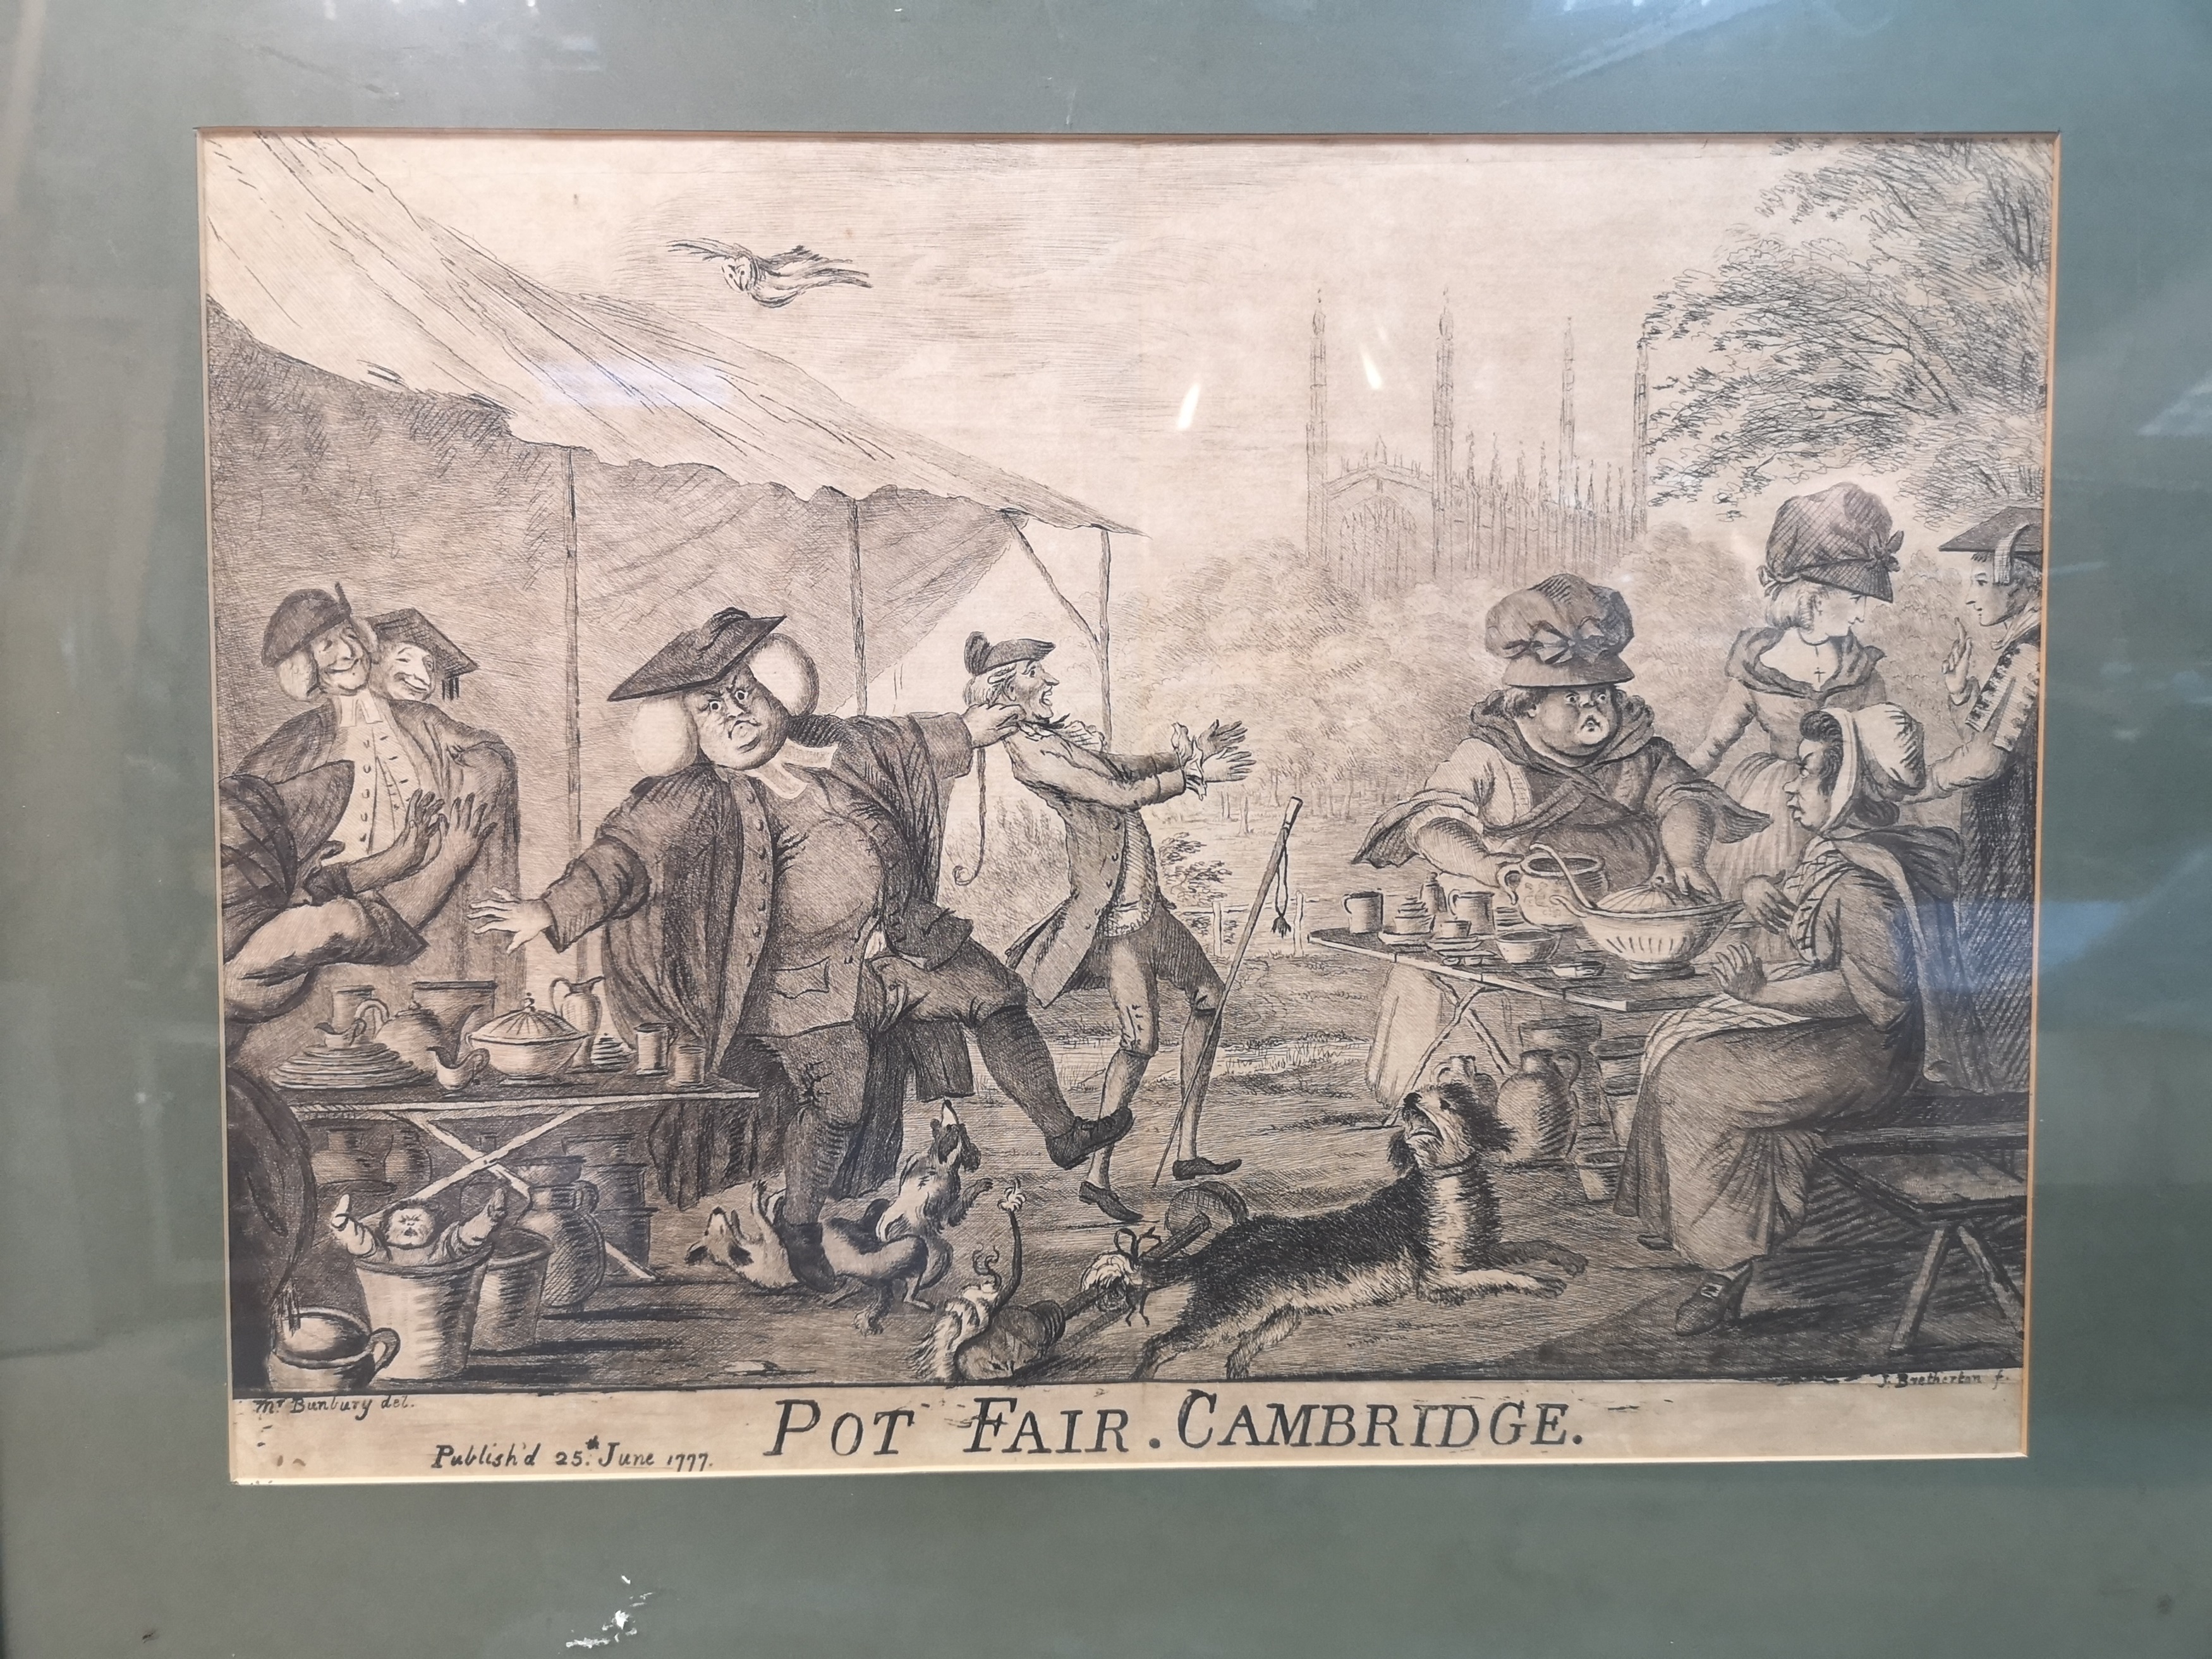 Mr Bunbury del.
J. Bretherton f.
POT FAIR. CAMBRIDGE.
Publish'd 25th June 1777.